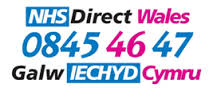 NHS Direct Wales
0845 46 47
Galw IECHYD Cymru